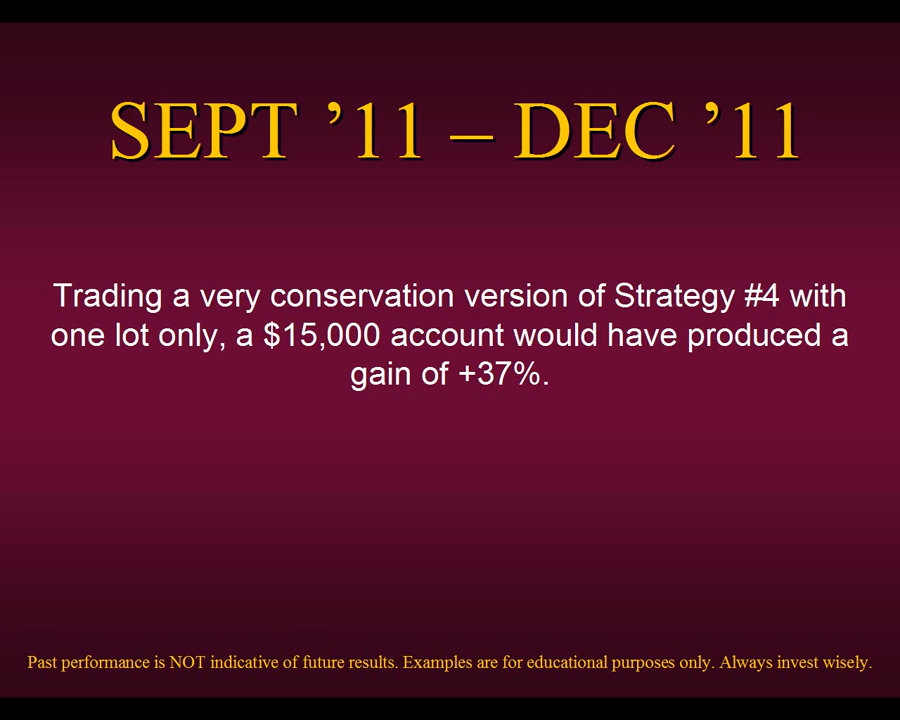 SEPT ’11 – DEC ’11
Trading a very conservation version of Strategy #4 with
one lot only, a $15,000 account would have produced a
gain of +37%.
Past performance is NOT indicative of future results. Examples are for educational purposes only. Always invest wisely.